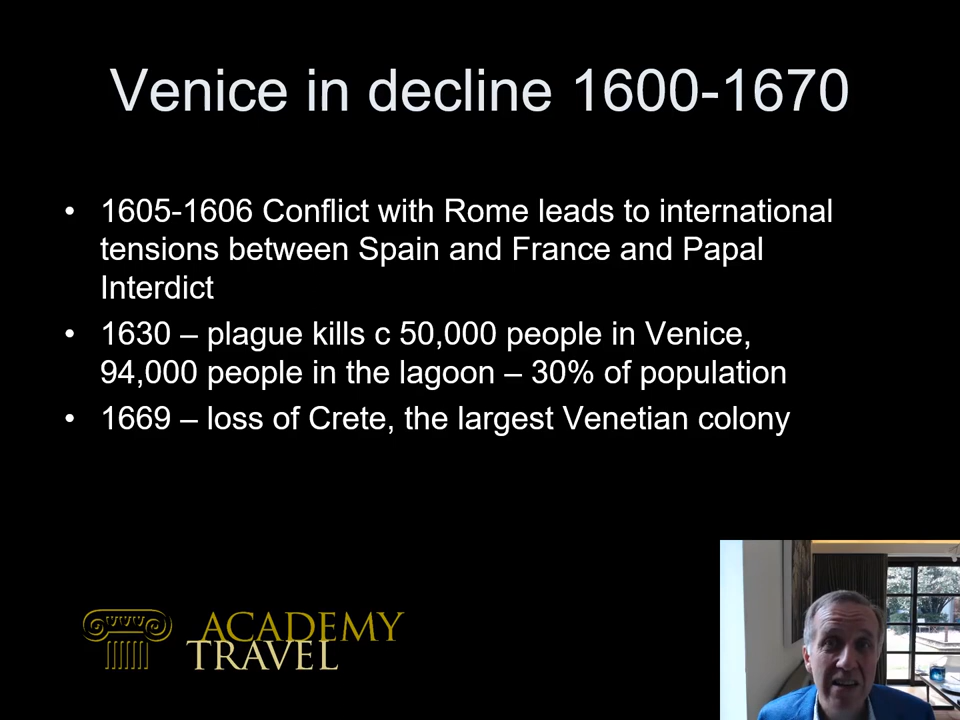 Venice in decline 1600-1670
• 1605-1606 Conflict with Rome leads to international
tensions between Spain and France and Papal
Interdict
• 1630 – plague kills c 50,000 people in Venice,
94,000 people in the lagoon – 30% of population
• 1669 – loss of Crete, the largest Venetian colony
ACADEMY
TRAVEL